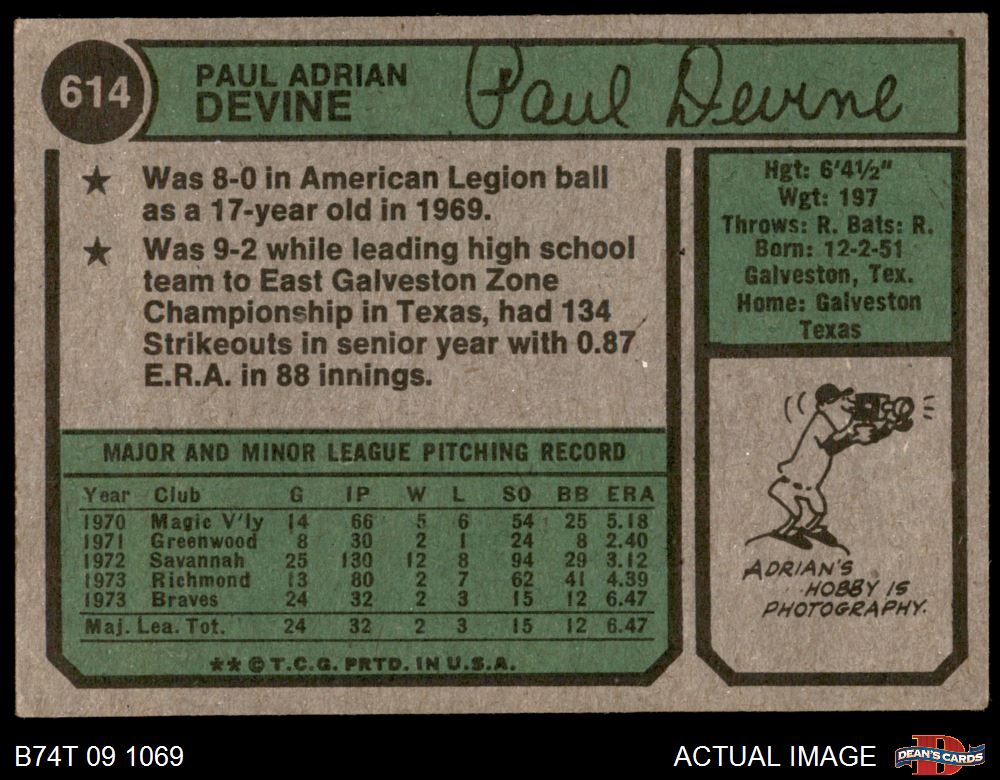 614
PAUL ADRIAN
DEVINE
Paul Devine
★ Was 8-0 in American Legion ball
as a 17-year old in 1969.
★ Was 9-2 while leading high school
team to East Galveston Zone
Championship in Texas, had 134
Strikeouts in senior year with 0.87
E.R.A. in 88 innings.
Hgt: 6'4½"
Wgt: 197
Throws: R. Bats: R.
Born: 12-2-51
Galveston, Tex.
Home: Galveston
Texas
MAJOR AND MINOR LEAGUE PITCHING RECORD
Year Club G IP W L SO BB ERA
1970 Magic V'ly 14 66 5 6 54 25 5.18
1971 Greenwood 8 30 2 1 24 8 2.40
1972 Savannah 25 130 12 8 94 29 3.12
1973 Richmond 13 80 2 7 62 41 4.39
1973 Braves 24 32 2 3 15 12 6.47
Maj. Lea. Tot. 24 32 2 3 15 12 6.47
** © T.C.G. PRTD. IN U.S.A.
ADRIAN'S
HOBBY IS
PHOTOGRAPHY.
B74T 09 1069
ACTUAL IMAGE
DEAN'S CARDS